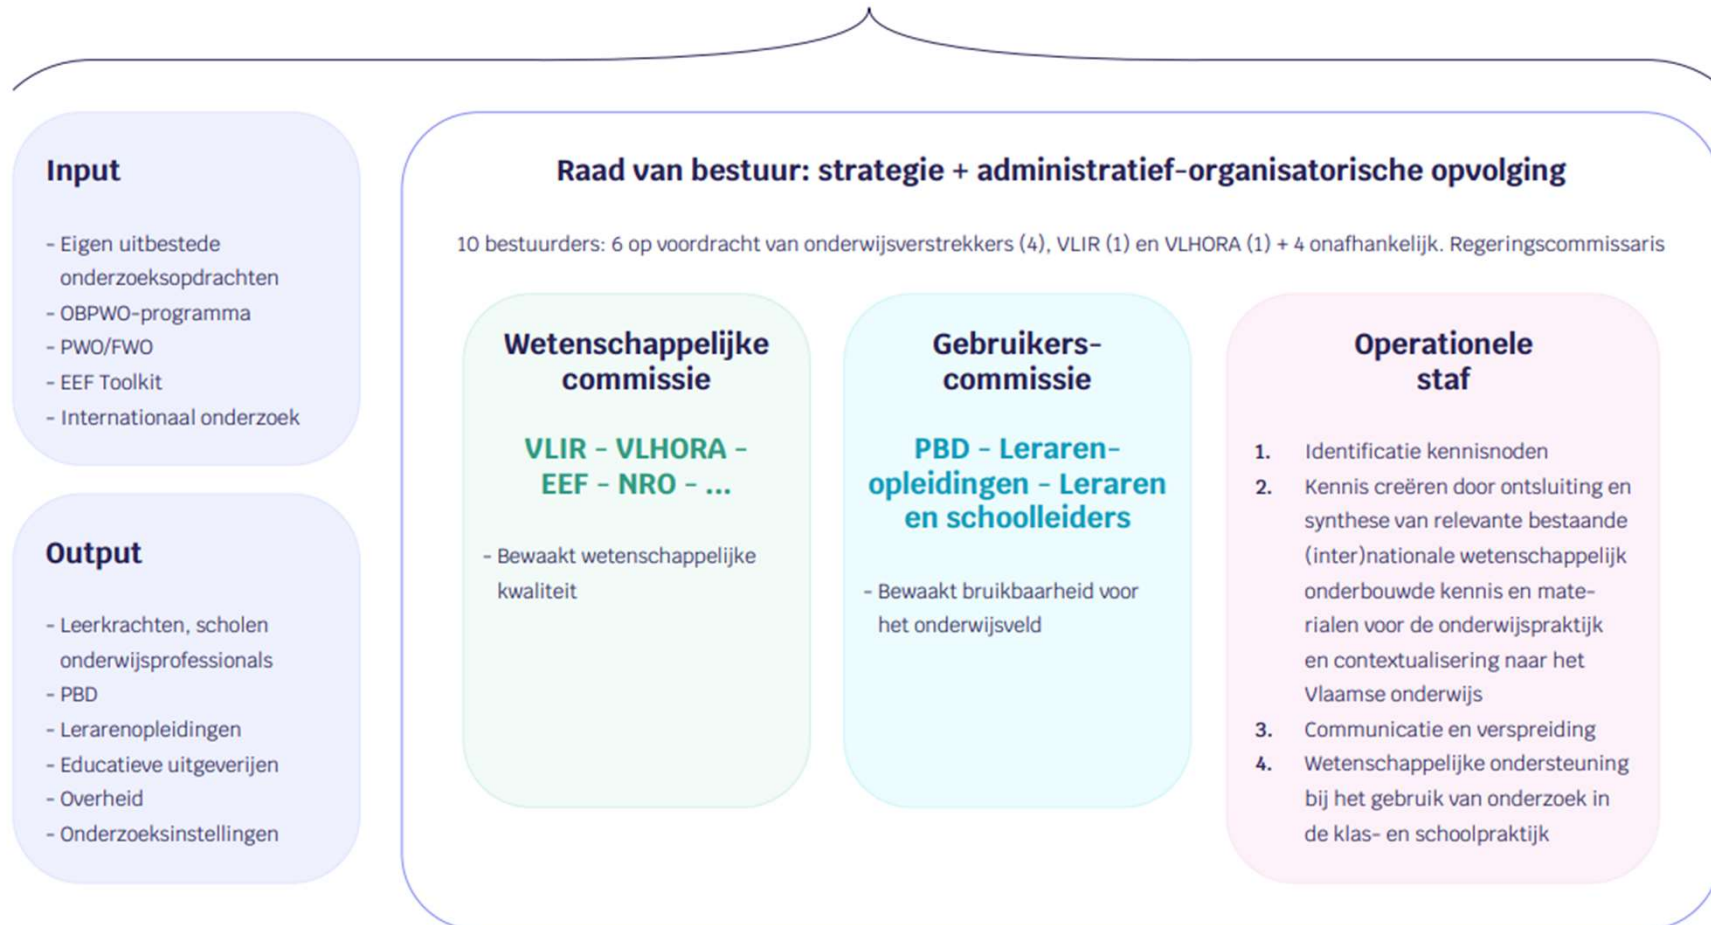 Input
- Eigen uitbestede
onderzoeksopdrachten
- OBPWO-programma
- PWO/FWO
- EEF Toolkit
- Internationaal onderzoek
Output
- Leerkrachten, scholen
onderwijsprofessionals
- PBD
- Lerarenopleidingen
- Educatieve uitgeverijen
- Overheid
- Onderzoeksinstellingen
Raad van bestuur: strategie + administratief-organisatorische opvolging
10 bestuurders: 6 op voordracht van onderwijsverstrekkers (4), VLIR (1) en VLHORA (1) + 4 onafhankelijk. Regeringscommissaris
Wetenschappelijke
commissie
VLIR - VLHORA -
EEF - NRO - ...
- Bewaakt wetenschappelijke
kwaliteit
Gebruikers-
commissie
PBD - Leraren-
opleidingen - Leraren
en schoolleiders
- Bewaakt bruikbaarheid voor
het onderwijsveld
Operationele
staf
1. Identificatie kennisnoden
2. Kennis creëren door ontsluiting en
synthese van relevante bestaande
(inter)nationale wetenschappelijk
onderbouwde kennis en mate-
rialen voor de onderwijspraktijk
en contextualisering naar het
Vlaamse onderwijs
3. Communicatie en verspreiding
4. Wetenschappelijke ondersteuning
bij het gebruik van onderzoek in
de klas- en schoolpraktijk